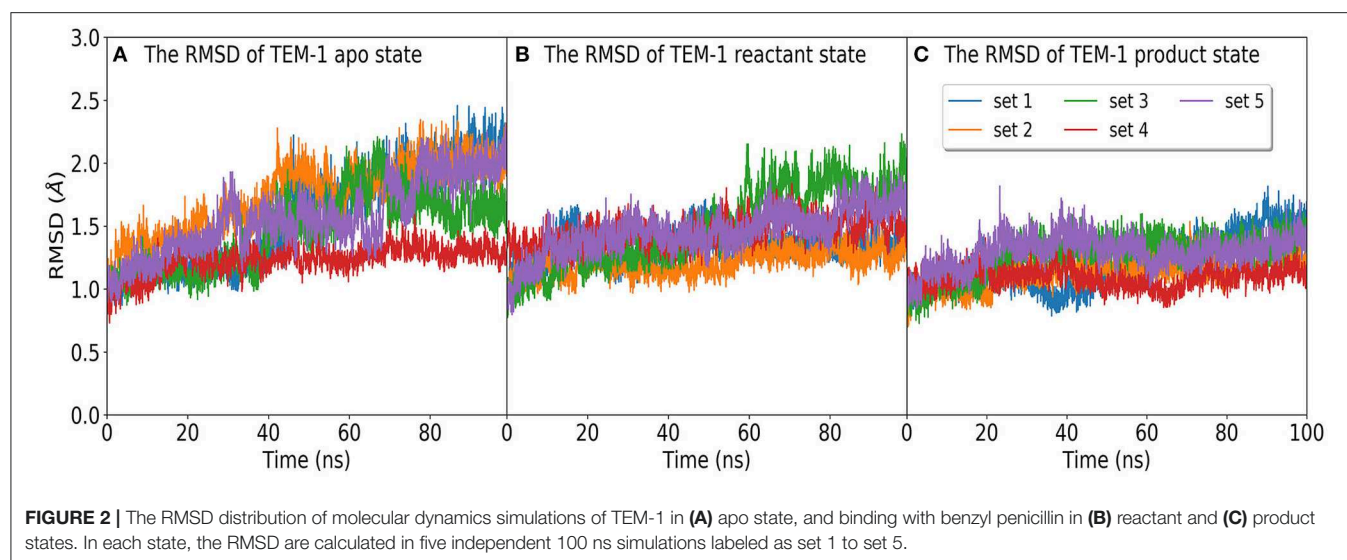 A The RMSD of TEM-1 apo state
B The RMSD of TEM-1 reactant state
C The RMSD of TEM-1 product state
set 1
set 3
set 5
set 2
set 4
RMSD (Å)
3.0
2.5
2.0
1.5
1.0
0.5
0.0
0 20 40 60 80 0 20 40 60 80 0 20 40 60 80 100
Time (ns) Time (ns) Time (ns)
FIGURE 2 | The RMSD distribution of molecular dynamics simulations of TEM-1 in (A) apo state, and binding with benzyl penicillin in (B) reactant and (C) product
states. In each state, the RMSD are calculated in five independent 100 ns simulations labeled as set 1 to set 5.